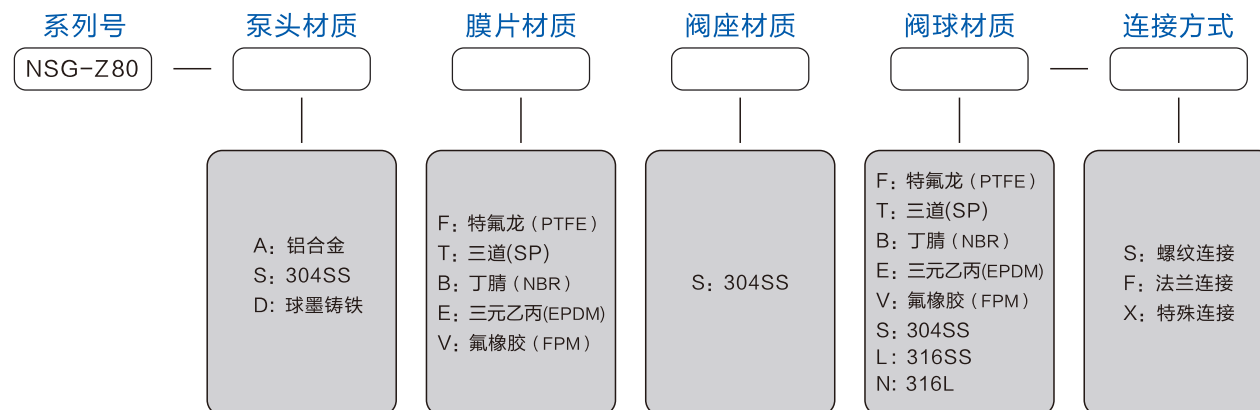 系列号
泵头材质
膜片材质
阀座材质
阀球材质
连接方式
NSG-Z80
A: 铝合金
S: 304SS
D: 球墨铸铁
F: 特氟龙(PTFE)
T: 三道(SP)
B: 丁腈(NBR)
E: 三元乙丙(EPDM)
V: 氟橡胶(FPM)
S: 304SS
F: 特氟龙(PTFE)
T: 三道(SP)
B: 丁腈(NBR)
E: 三元乙丙(EPDM)
V: 氟橡胶(FPM)
S: 304SS
L: 316SS
N: 316L
S: 螺纹连接
F: 法兰连接
X: 特殊连接